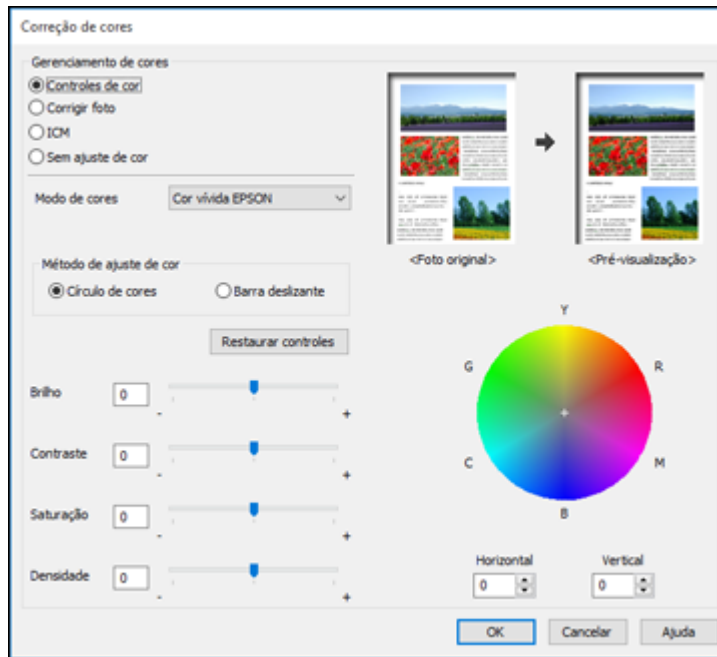 Correção de cores
Gerenciamento de cores
Controles de cor
Corrigir foto
ICM
Sem ajuste de cor
Modo de cores
Cor vívida EPSON
<Foto original>
<Pré-visualização>
Método de ajuste de cor
Círculo de cores
Barra deslizante
Restaurar controles
Brilho
0
-
+
Contraste
0
-
+
Saturação
0
-
+
Densidade
0
-
+
Y
G
R
C
M
B
Horizontal
Vertical
0
0
OK
Cancelar
Ajuda